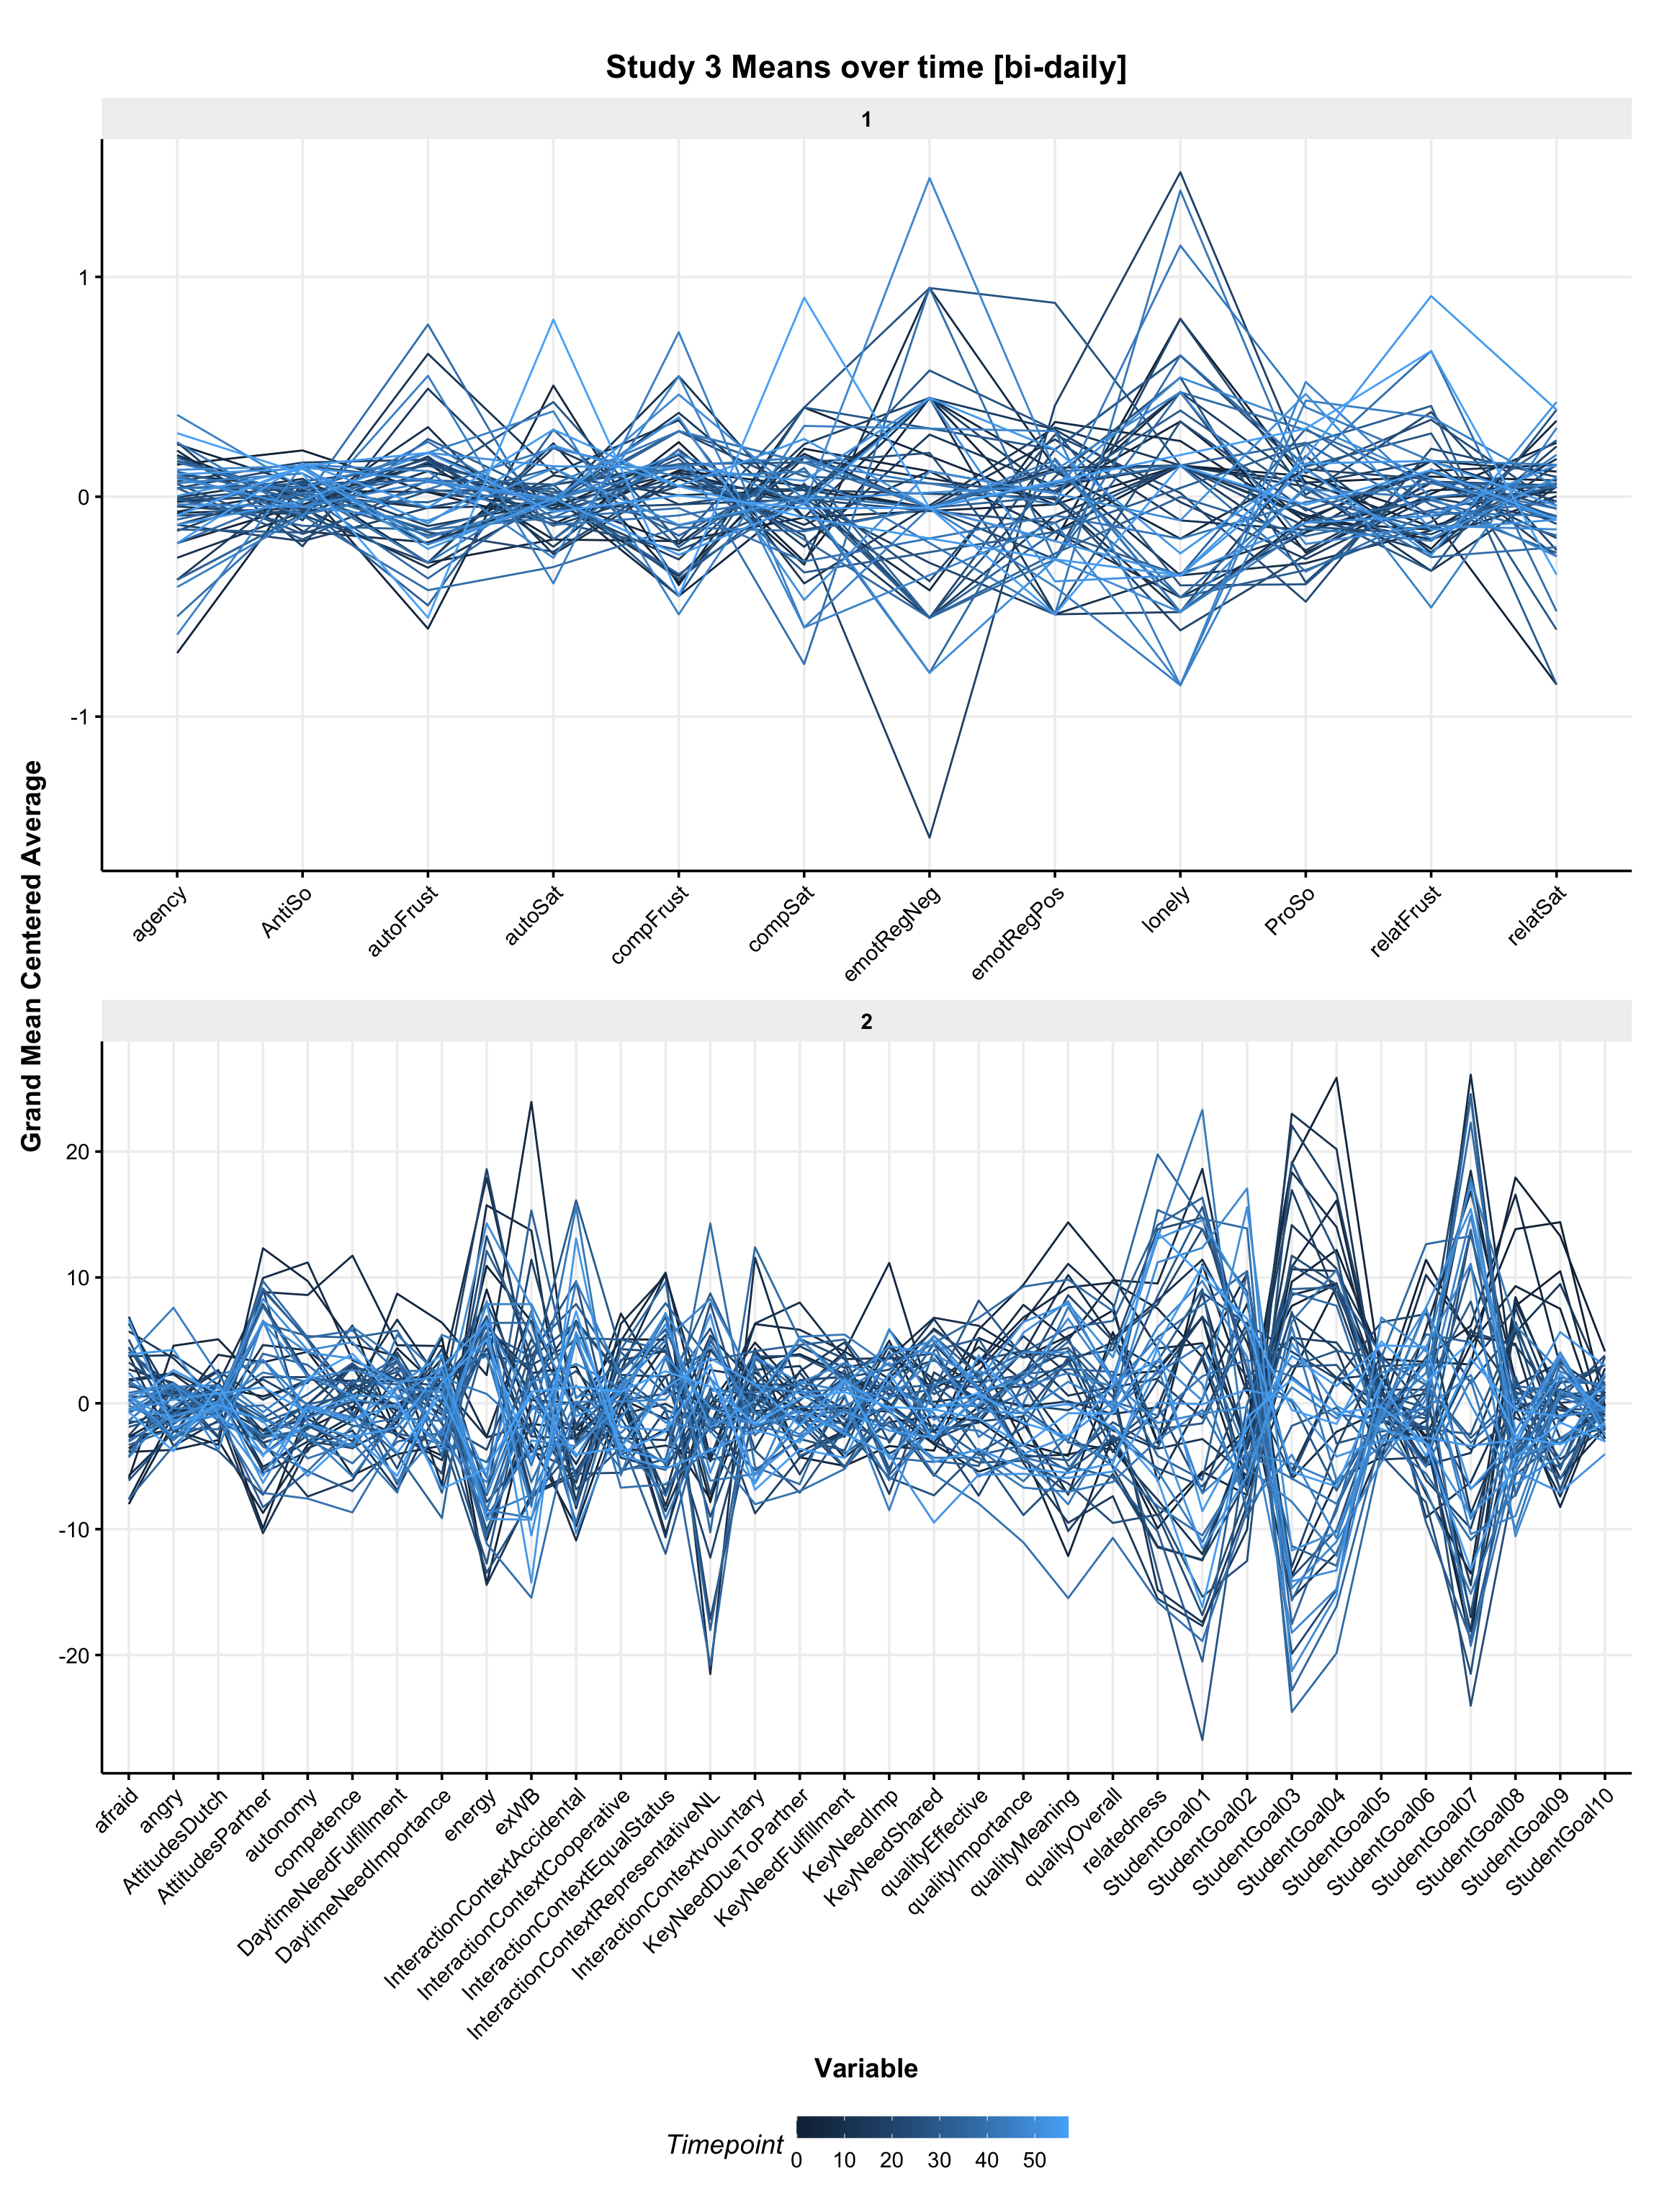 Study 3 Means over time [bi-daily]
1
Grand Mean Centered Average
1
0
-1
agency
AntiSo
autoFrust
autoSat
compFrust
compSat
emotRegNeg
emotRegPos
lonely
ProSo
relatFrust
relatSat
2
20
10
0
-10
-20
afraid
angry
AttitudesDutch
AttitudesPartner
autonomy
competence
DaytimeNeedFulfillment
DaytimeNeedImportance
energy
exWB
InteractionContextAccidental
InteractionContextCooperative
InteractionContextEqualStatus
InteractionContextRepresentativeNL
InteractionContextvoluntary
KeyNeedDueToPartner
KeyNeedFulfillment
KeyNeedImp
KeyNeedShared
qualityEffective
qualityImportance
qualityMeaning
qualityOverall
relatedness
StudentGoal01
StudentGoal02
StudentGoal03
StudentGoal04
StudentGoal05
StudentGoal06
StudentGoal07
StudentGoal08
StudentGoal09
StudentGoal10
Variable
Timepoint
0 10 20 30 40 50